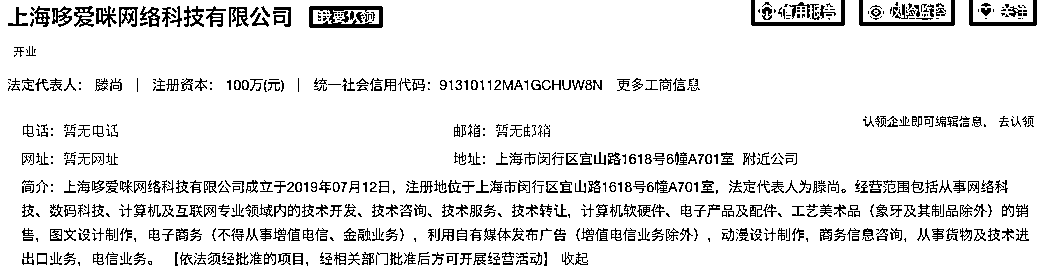 上海哆爱咪网络科技有限公司 我要认领 信用报告 风险监控 关注
开业
法定代表人： 滕尚 | 注册资本： 100万(元) | 统一社会信用代码：91310112MA1GCHUW8N 更多工商信息
认领企业即可编辑信息， 去认领
电话：暂无电话 邮箱：暂无邮箱
网址：暂无网址 地址：上海市闵行区宜山路1618号6幢A701室 附近公司
简介：上海哆爱咪网络科技有限公司成立于2019年07月12日，注册地位于上海市闵行区宜山路1618号6幢A701室，法定代表人为滕尚。经营范围包括从事网络科
技、数码科技、计算机及互联网专业领域内的技术开发、技术咨询、技术服务、技术转让，计算机软硬件、电子产品及配件、工艺美术品（象牙及其制品除外）的销
售，图文设计制作，电子商务（不得从事增值电信、金融业务），利用自有媒体发布广告（增值电信业务除外），动漫设计制作，商务信息咨询，从事货物及技术进
出口业务，电信业务。 【依法须经批准的项目，经相关部门批准后方可开展经营活动】 收起